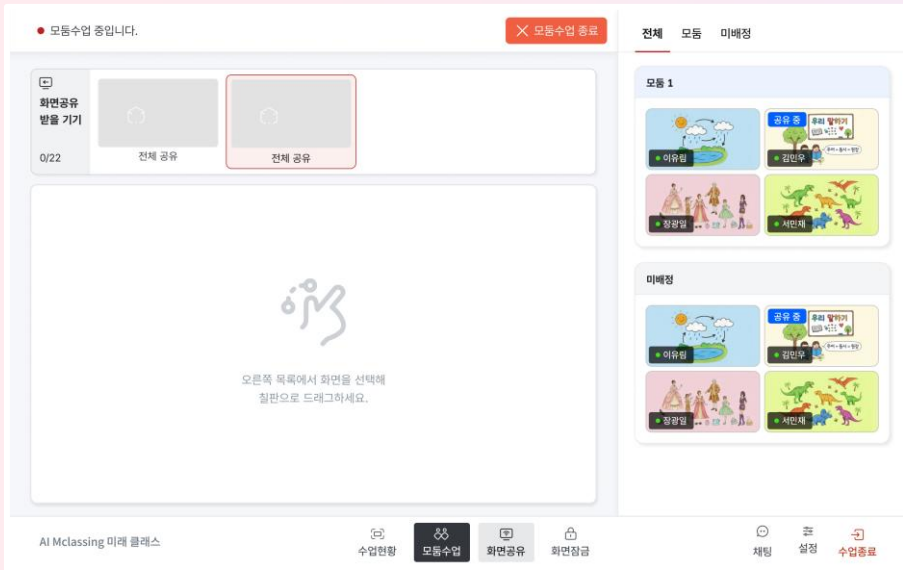 모둠수업 중입니다.
모둠수업 종료
화면공유
받을 기기
0/22
전체 공유
전체 공유
오른쪽 목록에서 화면을 선택해
칠판으로 드래그하세요.
전체
모둠
미배정
모둠 1
이유림
공유 중
우리 말하기
김민우
장광일
서민재
미배정
이유림
공유 중
우리 말하기
김민우
장광일
서민재
AI Mclassing 미래 클래스
수업현황
모둠수업
화면공유
화면잠금
채팅
설정
수업종료